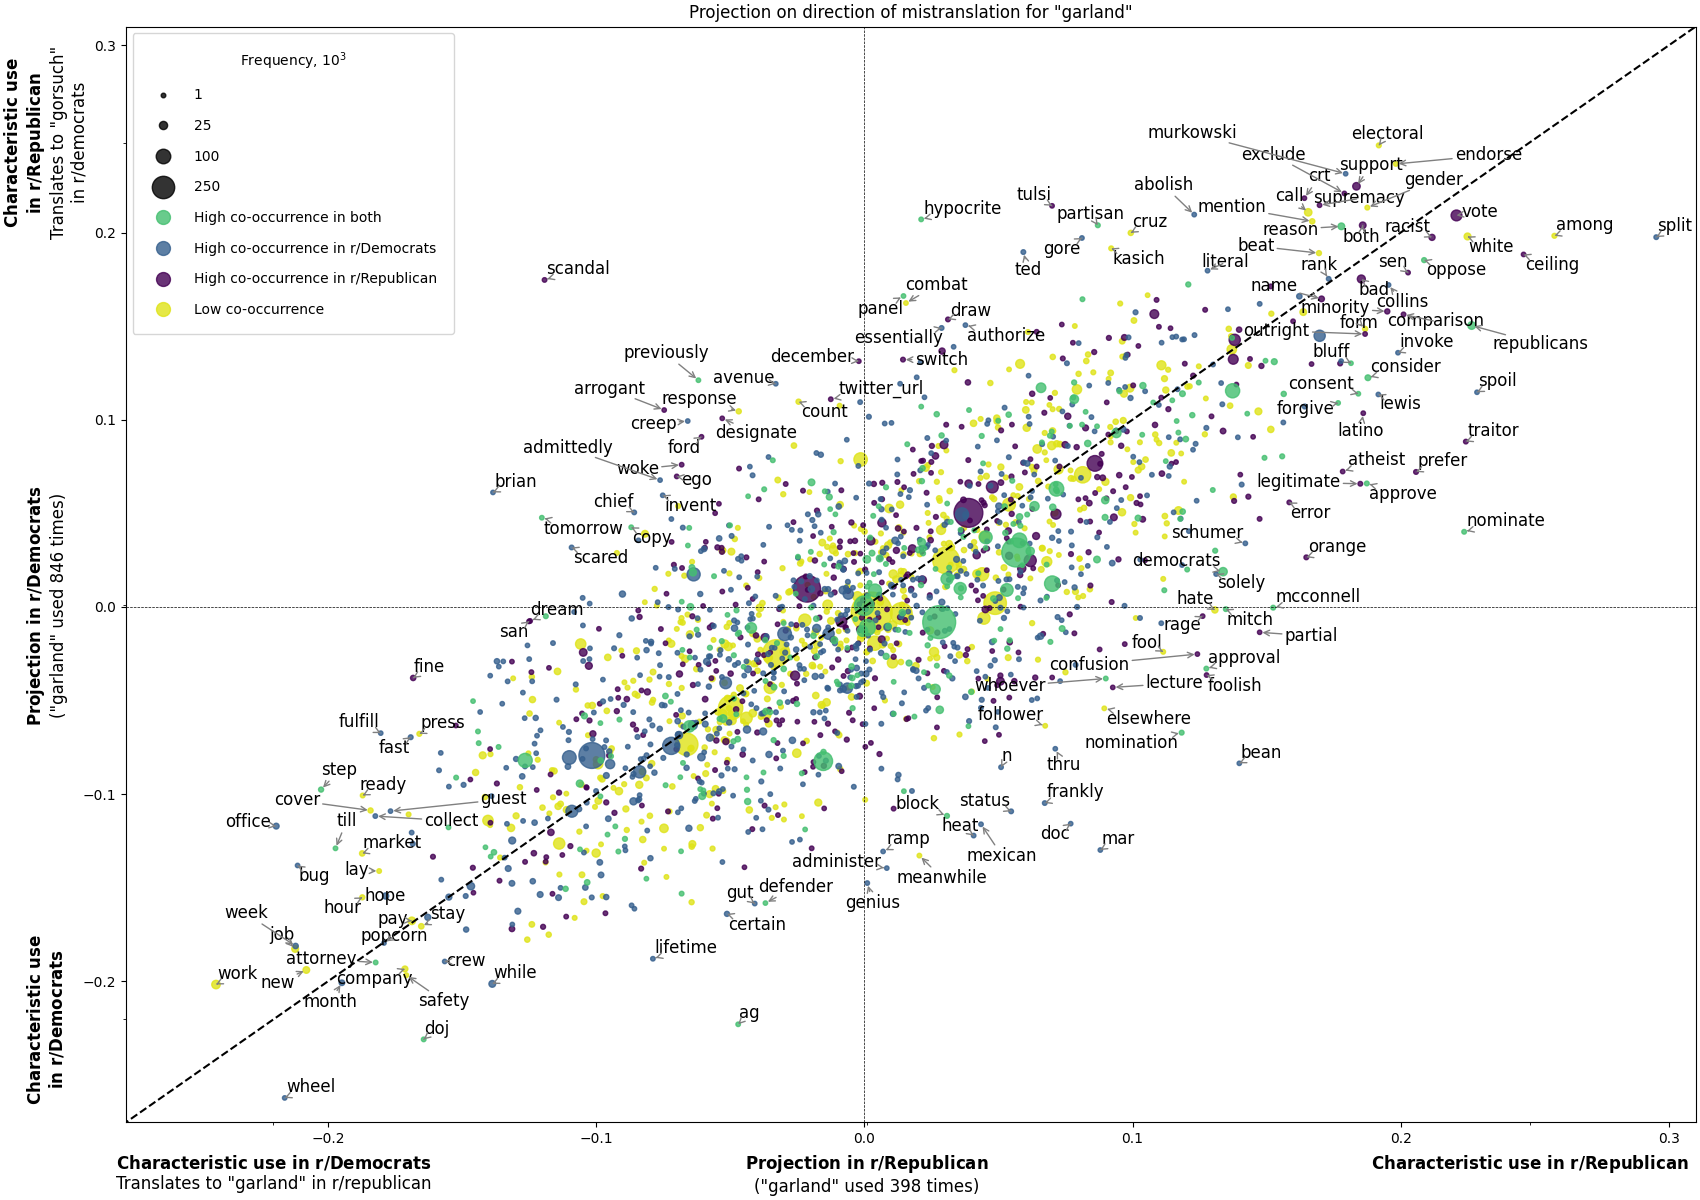 Projection on direction of mistranslation for "garland"
Characteristic use
in r/Republican
Translates to "gorsuch"
in r/democrats
Projection in r/Democrats
("garland" used 846 times)
Characteristic use
in r/Democrats
0.3
0.2
0.1
0.0
−0.1
−0.2
Frequency, 10³
1
25
100
250
High co-occurrence in both
High co-occurrence in r/Democrats
High co-occurrence in r/Republican
Low co-occurrence
murkowski
electoral
exclude
support
endorse
crt
gender
call
supremacy
abolish
tulsi
mention
hypocrite
partisan
cruz
reason
both
racist
vote
white
among
split
gore
kasich
beat
literal
ted
rank
sen
oppose
ceiling
scandal
combat
panel
name
bad
collins
minority
draw
form
comparison
essentially
authorize
outright
invoke
republicans
previously
december
switch
bluff
consider
avenue
arrogant
response
twitter_url
count
consent
spoil
forgive
lewis
creep
designate
latino
traitor
ford
admittedly
woke
ego
atheist
prefer
brian
legitimate
approve
chief
invent
error
nominate
tomorrow
copy
schumer
orange
scared
democrats
solely
dream
hate
mcconnell
san
rage
mitch
partial
fool
fine
confusion
approval
whoever
lecture
foolish
fulfill
press
follower
elsewhere
fast
nomination
n
thru
bean
step
ready
cover
guest
frankly
block
status
office
till
collect
heat
doc
mar
market
ramp
mexican
lay
administer
bug
meanwhile
hope
gut
defender
genius
hour
week
pay
stay
certain
job
popcorn
lifetime
attorney
crew
work
new
company
while
month
safety
ag
doj
wheel
−0.2
−0.1
0.0
0.1
0.2
0.3
Characteristic use in r/Democrats
Translates to "garland" in r/republican
Projection in r/Republican
("garland" used 398 times)
Characteristic use in r/Republican